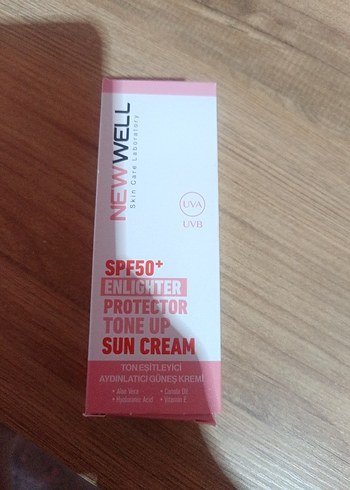 NEWWELL
Skin Care Laboratory
UVA
UVB
SPF50+
ENLIGHTER
PROTECTOR
TONE UP
SUN CREAM
TON EŞİTLEYİCİ
AYDINLATICI GÜNEŞ KREMİ
• Aloe Vera • Canola Oil
• Hyaluronic Acid • Vitamin E